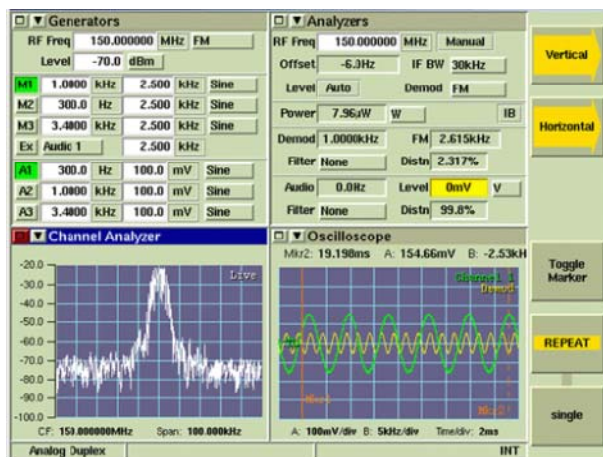 Generators
RF Freq 150.000000 MHz FM
Level -70.0 dBm
M1 1.0000 kHz 2.500 kHz Sine
M2 300.0 Hz 2.500 kHz Sine
M3 3.4000 kHz 2.500 kHz Sine
Ex Audio 1 2.500 kHz
A1 300.0 Hz 100.0 mV Sine
A2 1.0000 kHz 100.0 mV Sine
A3 3.4000 kHz 100.0 mV Sine
Analyzers
RF Freq 150.000000 MHz Manual
Offset -6.0Hz IF BW 30kHz
Level Auto Demod FM
Power 7.96uW W IB
Demod 1.0000kHz FM 2.615kHz
Filter None Distn 2.317%
Audio 0.0Hz Level 0mV V
Filter None Distn 99.8%
Vertical
Horizontal
Toggle
Marker
REPEAT
single
Channel Analyzer
Live
-20.0
-30.0
-40.0
-50.0
-60.0
-70.0
-80.0
-90.0
-100.0
CF: 150.000000MHz Span: 100.000kHz
Oscilloscope
Mkr2: 19.198ms A: 154.66mV B: -2.53kH
Channel 1
Demod
Mkr1
Mkr2
A: 100mV/div B: 5kHz/div Time/div: 2ms
Analog Duplex INT